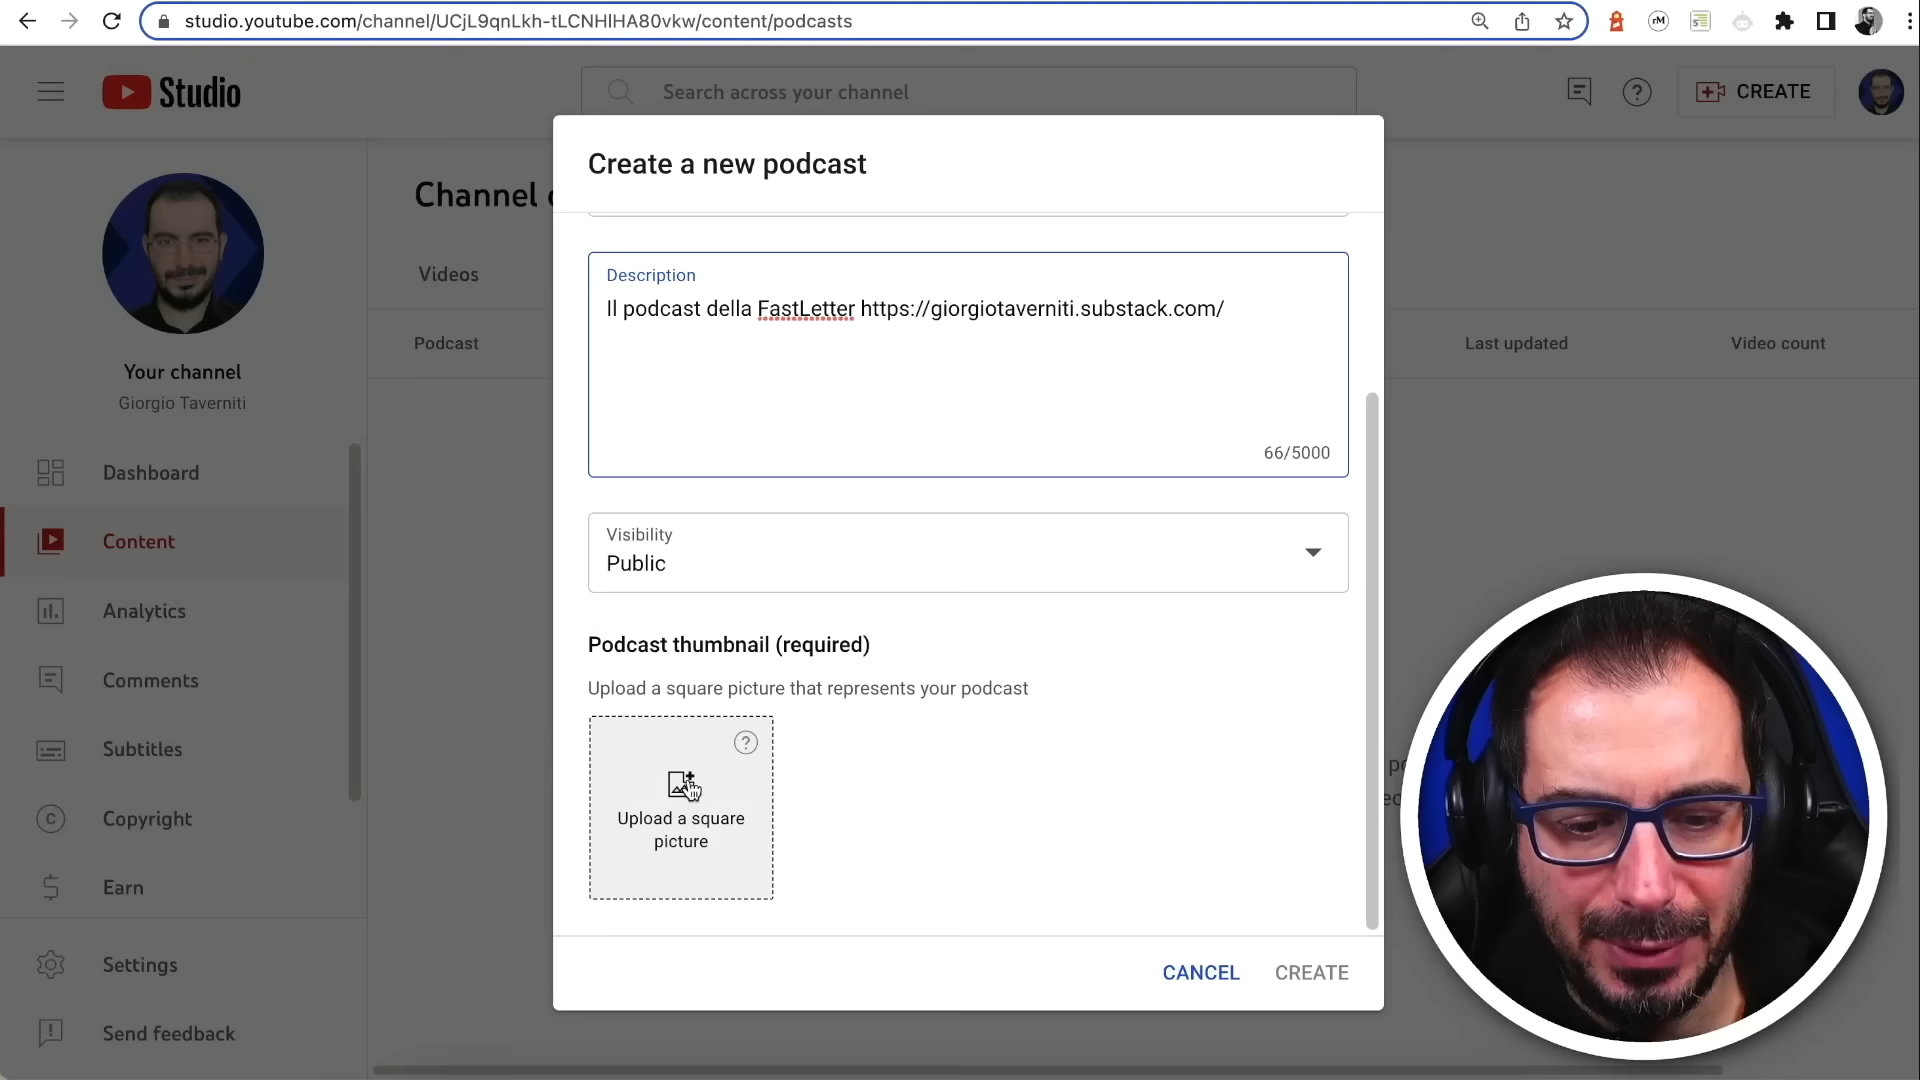 studio.youtube.com/channel/UCjL9qnLkh-tLCNHlHA80vkw/content/podcasts
Studio
Search across your channel
CREATE
Create a new podcast
Channel
Videos
Podcast
Last updated
Video count
Your channel
Giorgio Taverniti
Dashboard
Content
Analytics
Comments
Subtitles
Copyright
Earn
Settings
Send feedback
Description
Il podcast della FastLetter https://giorgiotaverniti.substack.com/
66/5000
Visibility
Public
Podcast thumbnail (required)
Upload a square picture that represents your podcast
Upload a square
picture
CANCEL
CREATE